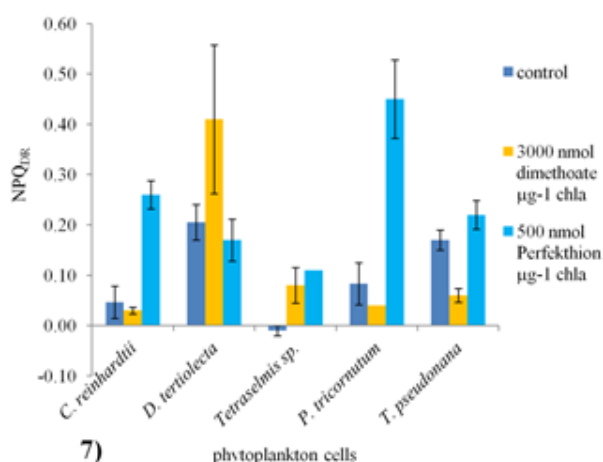 0.60
0.50
0.40
0.30
0.20
0.10
0.00
-0.10
NPQDR
C. reinhardtii
D. tertiolecta
Tetraselmis sp.
P. tricornutum
T. pseudonana
phytoplankton cells
7)
control
3000 nmol
dimethoate
µg-1 chla
500 nmol
Perfekthion
µg-1 chla